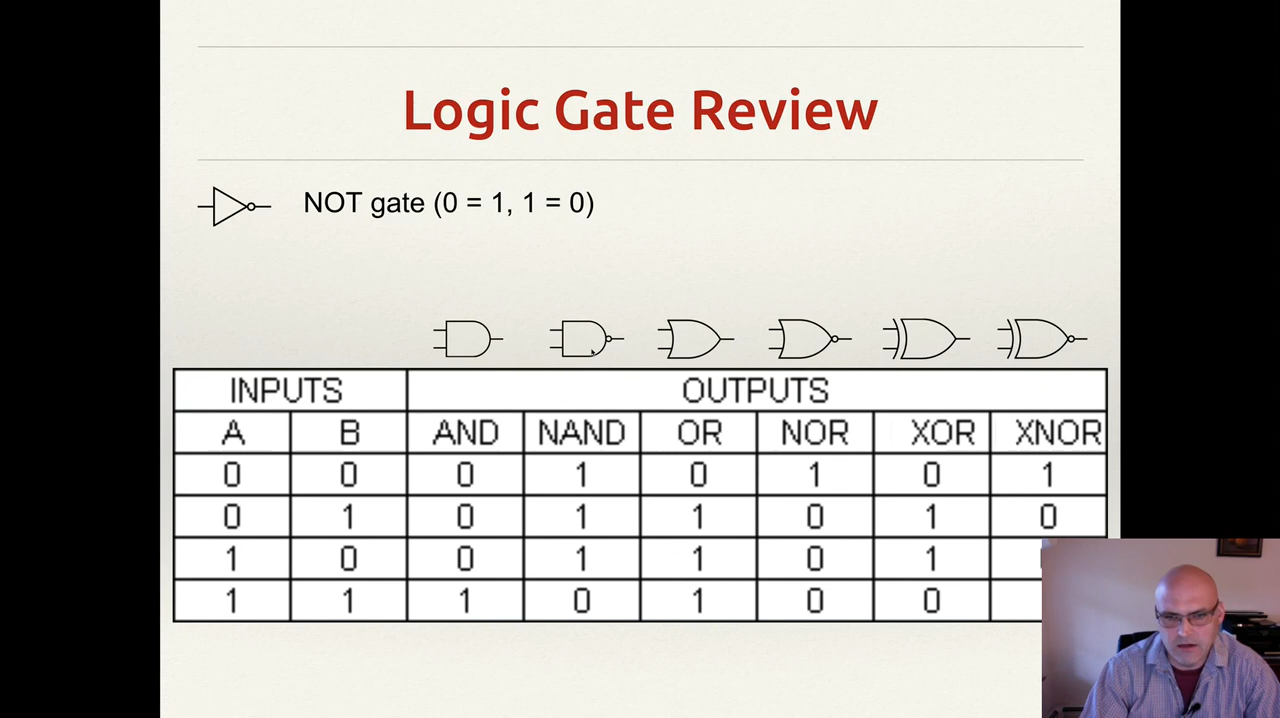 Logic Gate Review
NOT gate (0 = 1, 1 = 0)
INPUTS OUTPUTS
A B AND NAND OR NOR XOR XNOR
0 0 0 1 0 1 0 1
0 1 0 1 1 0 1 0
1 0 0 1 1 0 1
1 1 1 0 1 0 0